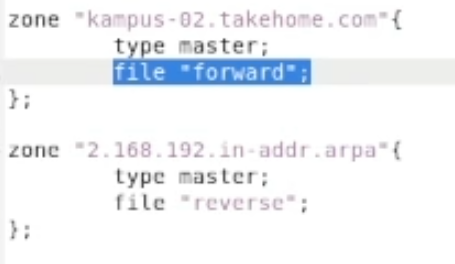 zone "kampus-02.takehome.com"{
type master;
file "forward";
};
zone "2.168.192.in-addr.arpa"{
type master;
file "reverse";
};